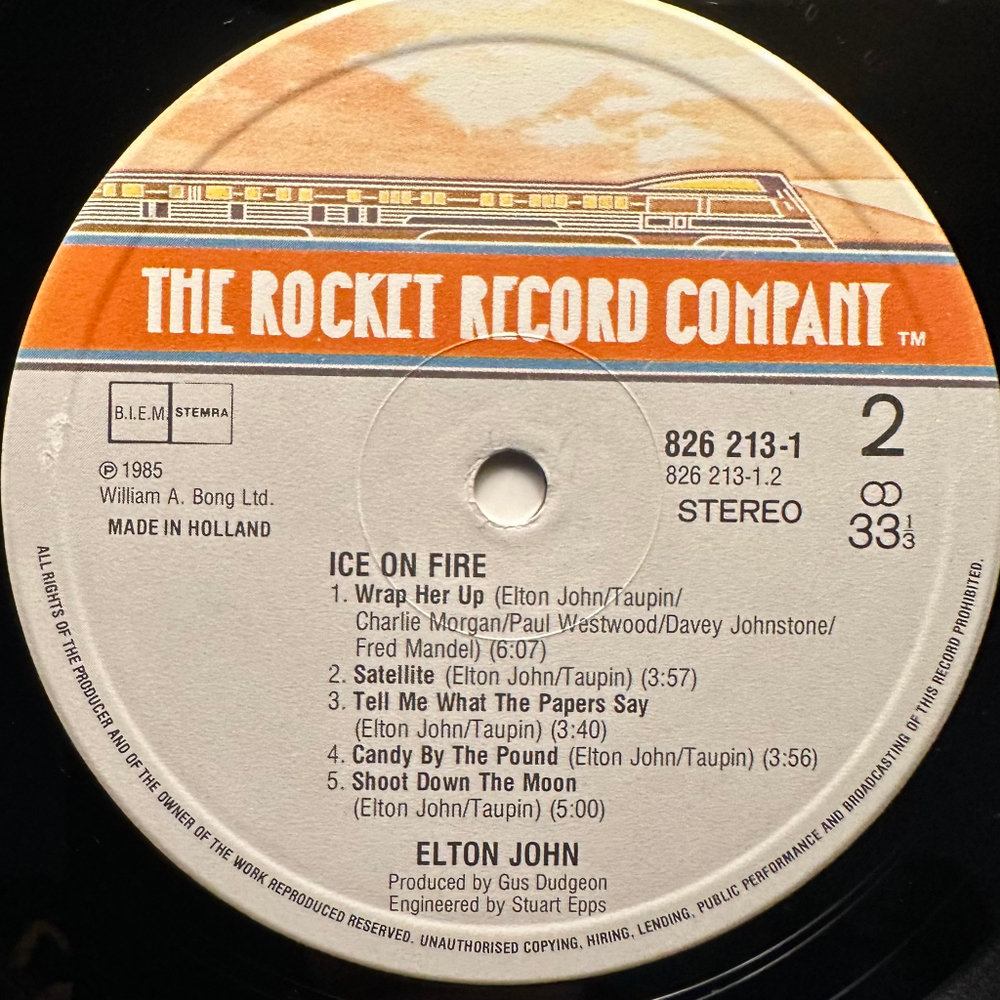 THE ROCKET RECORD COMPANY ™
B.I.E.M. STEMRA
℗ 1985
William A. Bong Ltd.
MADE IN HOLLAND
826 213-1
826 213-1.2
STEREO
2
33 1/3
ICE ON FIRE
1. Wrap Her Up (Elton John/Taupin/
Charlie Morgan/Paul Westwood/Davey Johnstone/
Fred Mandel) (6:07)
2. Satellite (Elton John/Taupin) (3:57)
3. Tell Me What The Papers Say
(Elton John/Taupin) (3:40)
4. Candy By The Pound (Elton John/Taupin) (3:56)
5. Shoot Down The Moon
(Elton John/Taupin) (5:00)
ELTON JOHN
Produced by Gus Dudgeon
Engineered by Stuart Epps
ALL RIGHTS OF THE PRODUCER AND OF THE OWNER OF THE WORK REPRODUCED RESERVED. UNAUTHORISED COPYING, HIRING, LENDING, PUBLIC PERFORMANCE AND BROADCASTING OF THIS RECORD PROHIBITED.